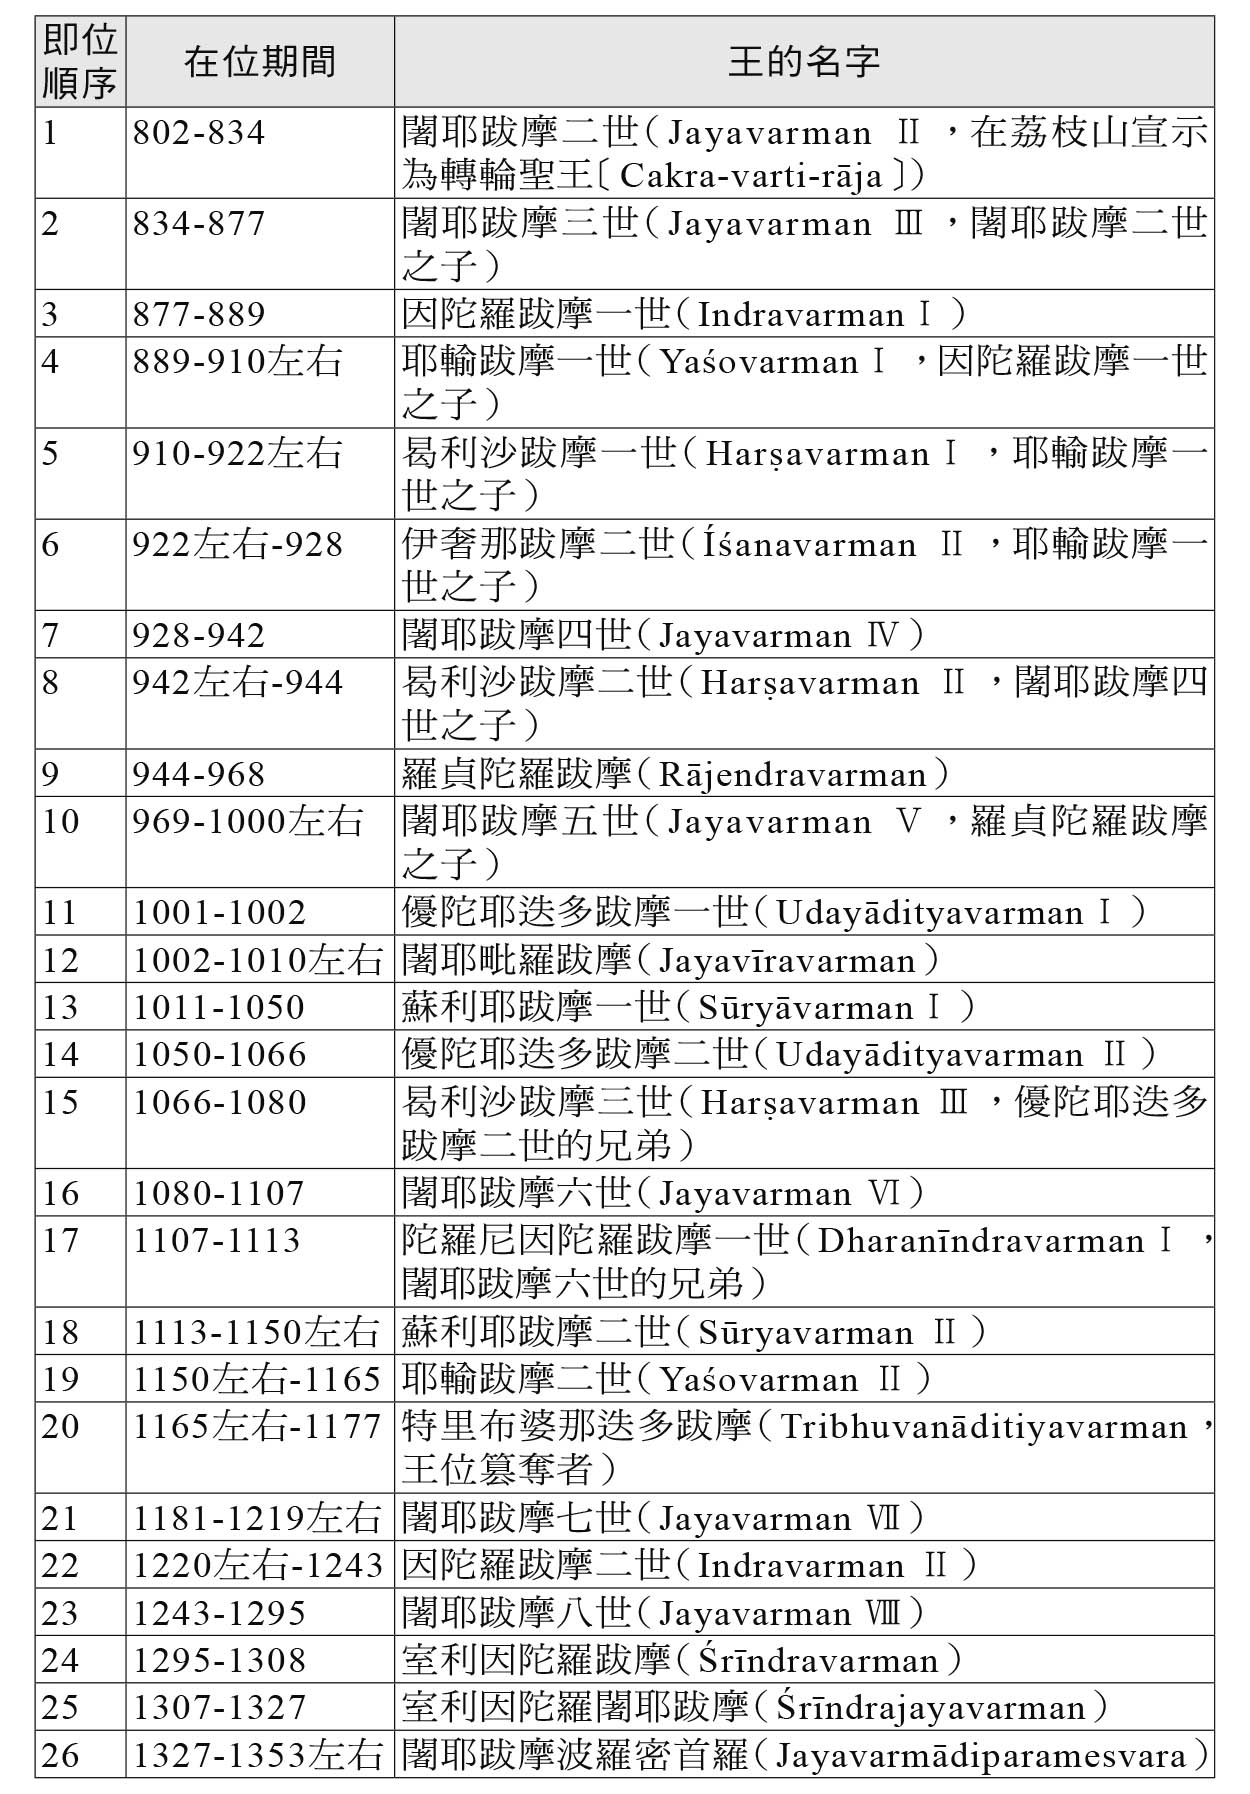 即位順序 在位期間 王的名字
1 802-834 闍耶跋摩二世（Jayavarman Ⅱ，在荔枝山宣示
為轉輪聖王〔Cakra-varti-rāja〕）
2 834-877 闍耶跋摩三世（Jayavarman Ⅲ，闍耶跋摩二世
之子）
3 877-889 因陀羅跋摩一世（IndravarmanⅠ）
4 889-910左右 耶輸跋摩一世（YaśovarmanⅠ，因陀羅跋摩一世
之子）
5 910-922左右 曷利沙跋摩一世（HarṣavarmanⅠ，耶輸跋摩一
世之子）
6 922左右-928 伊奢那跋摩二世（Íśanavarman Ⅱ，耶輸跋摩一
世之子）
7 928-942 闍耶跋摩四世（Jayavarman Ⅳ）
8 942左右-944 曷利沙跋摩二世（Harṣavarman Ⅱ，闍耶跋摩四
世之子）
9 944-968 羅貞陀羅跋摩（Rājendravarman）
10 969-1000左右 闍耶跋摩五世（Jayavarman Ⅴ，羅貞陀羅跋摩
之子）
11 1001-1002 優陀耶迭多跋摩一世（UdayādityavarmanⅠ）
12 1002-1010左右 闍耶毗羅跋摩（Jayavīravarman）
13 1011-1050 蘇利耶跋摩一世（SūryāvarmanⅠ）
14 1050-1066 優陀耶迭多跋摩二世（Udayādityavarman Ⅱ）
15 1066-1080 曷利沙跋摩三世（Harṣavarman Ⅲ，優陀耶迭多
跋摩二世的兄弟）
16 1080-1107 闍耶跋摩六世（Jayavarman Ⅵ）
17 1107-1113 陀羅尼因陀羅跋摩一世（DharanīndravarmanⅠ，
闍耶跋摩六世的兄弟）
18 1113-1150左右 蘇利耶跋摩二世（Sūryavarman Ⅱ）
19 1150左右-1165 耶輸跋摩二世（Yaśovarman Ⅱ）
20 1165左右-1177 特里布婆那迭多跋摩（Tribhuvanāditiyavarman，
王位篡奪者）
21 1181-1219左右 闍耶跋摩七世（Jayavarman Ⅶ）
22 1220左右-1243 因陀羅跋摩二世（Indravarman Ⅱ）
23 1243-1295 闍耶跋摩八世（Jayavarman Ⅷ）
24 1295-1308 室利因陀羅跋摩（Śrīndravarman）
25 1307-1327 室利因陀羅闍耶跋摩（Śrīndrajayavarman）
26 1327-1353左右 闍耶跋摩波羅密首羅（Jayavarmādiparamesvara）